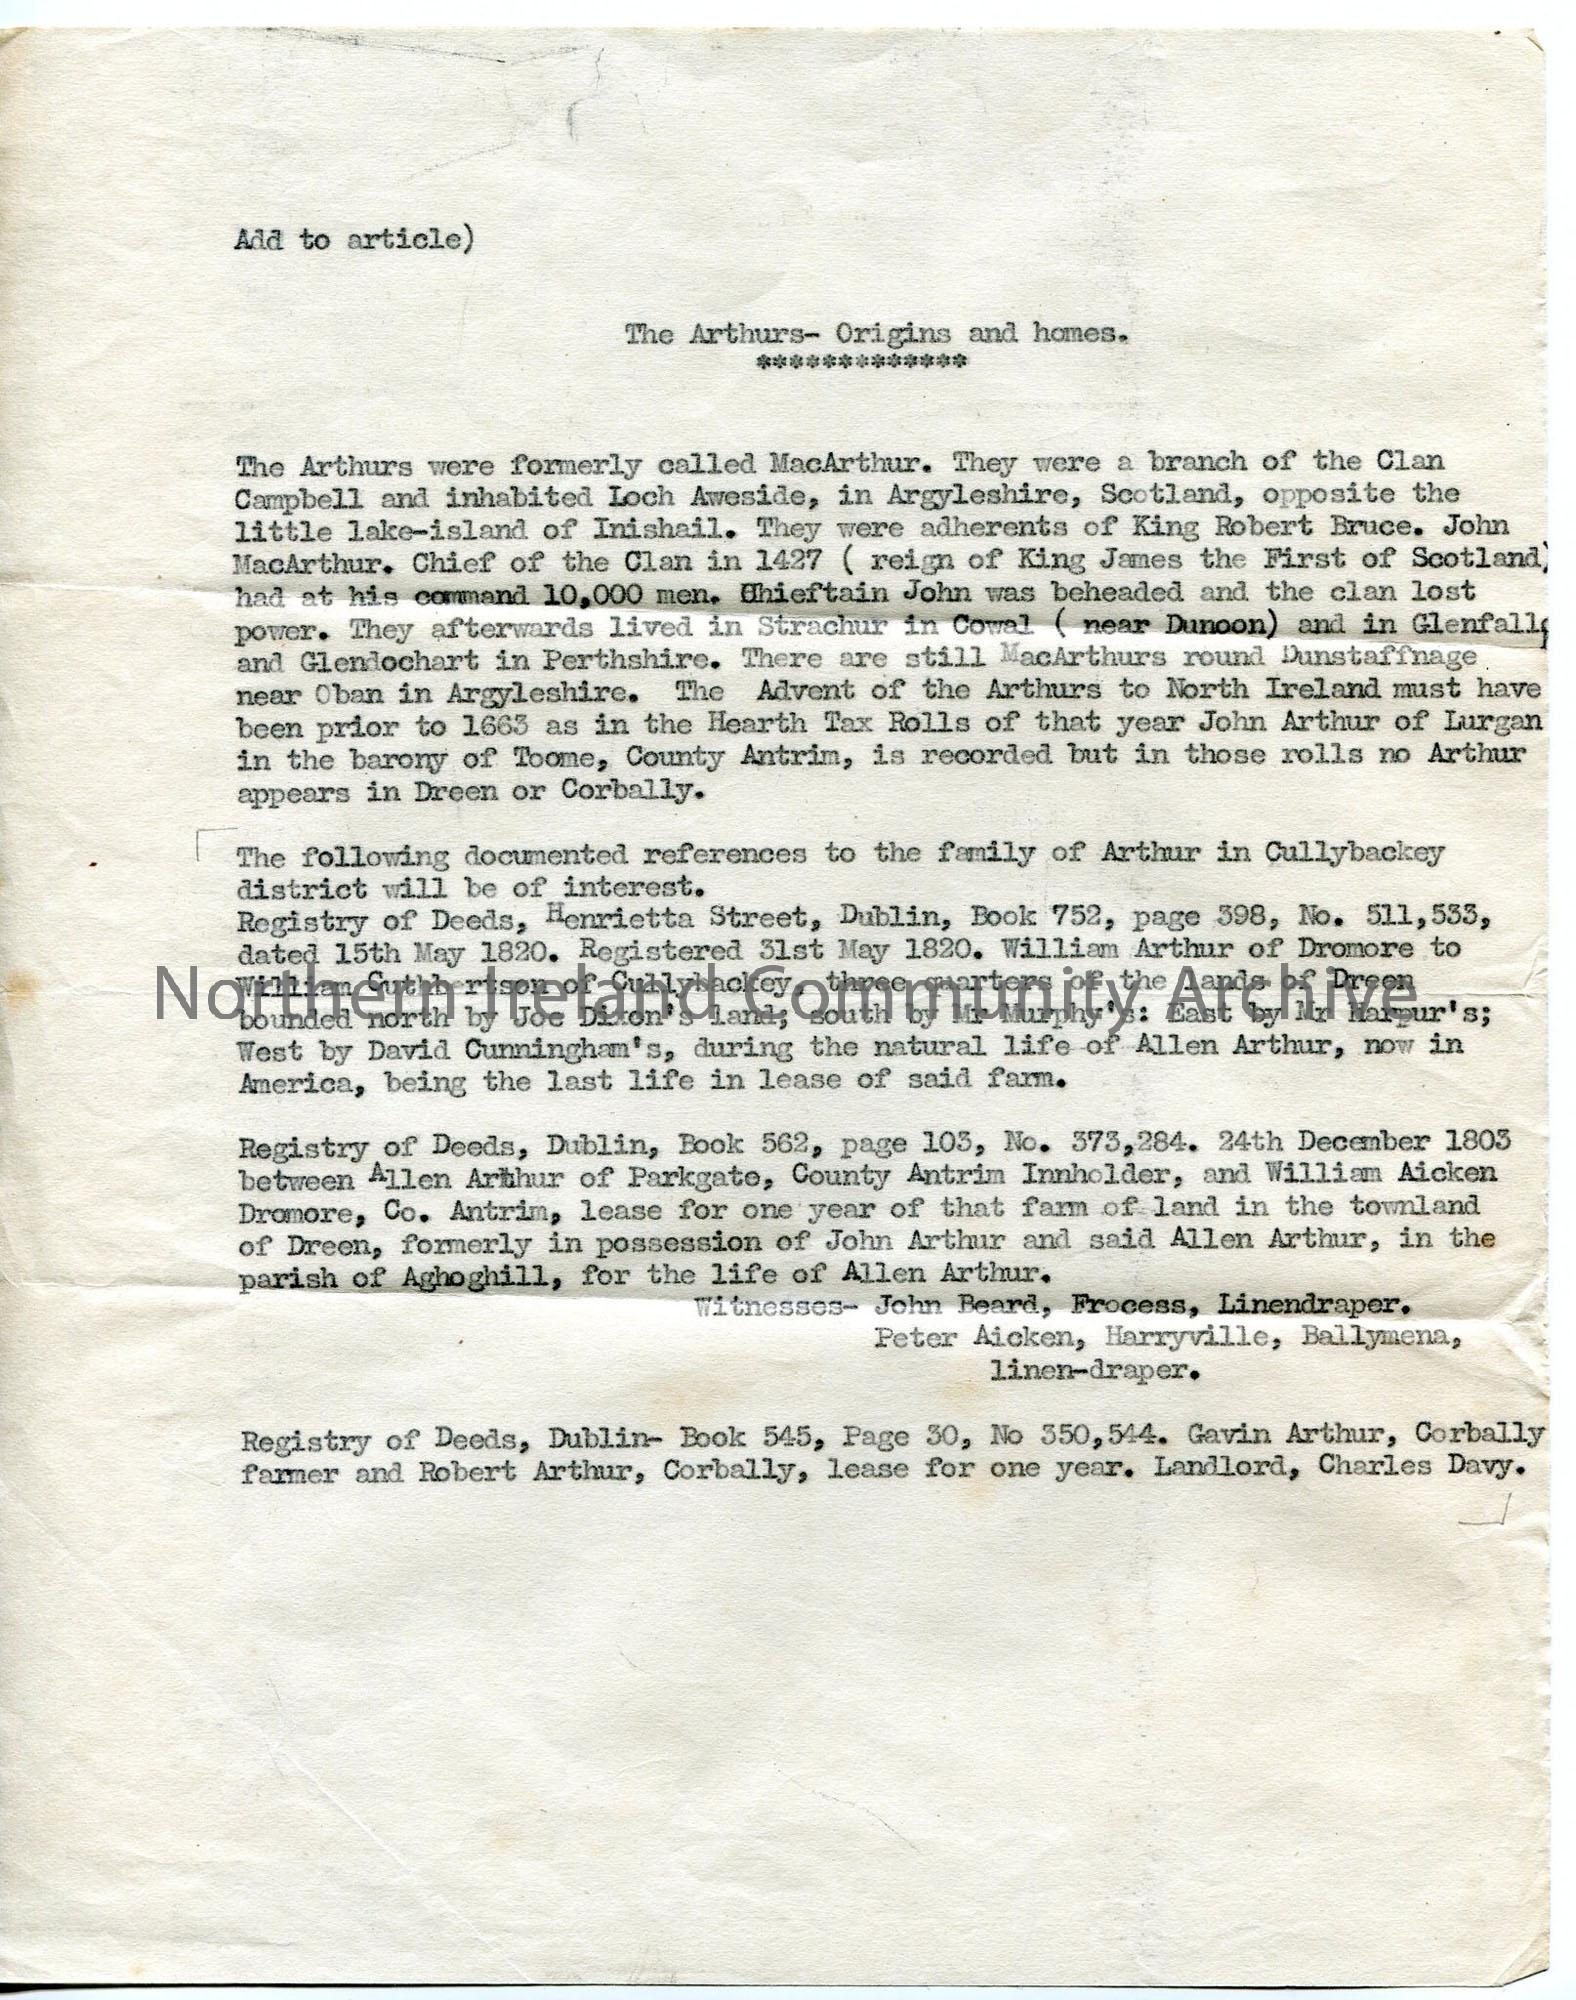 Add to article)
The Arthurs- Origins and homes.
*************
The Arthurs were formerly called MacArthur. They were a branch of the Clan
Campbell and inhabited Loch Aweside, in Argyleshire, Scotland, opposite the
little lake-island of Inishail. They were adherents of King Robert Bruce. John
MacArthur. Chief of the Clan in 1427 ( reign of King James the First of Scotland)
had at his command 10,000 men. Chieftain John was beheaded and the clan lost
power. They afterwards lived in Strachur in Cowal ( near Dunoon) and in Glenfall
and Glendochart in Perthshire. There are still MacArthurs round Dunstaffnage
near Oban in Argyleshire. The Advent of the Arthurs to North Ireland must have
been prior to 1663 as in the Hearth Tax Rolls of that year John Arthur of Lurgan
in the barony of Toome, County Antrim, is recorded but in those rolls no Arthur
appears in Dreen or Corbally.
The following documented references to the family of Arthur in Cullybackey
district will be of interest.
Registry of Deeds, Henrietta Street, Dublin, Book 752, page 398, No. 511,533,
dated 15th May 1820. Registered 31st May 1820. William Arthur of Dromore to
William Cuthbertson of Cullybackey, three quarters of the lands of Dreen
Northern Ireland Community Archive
bounded north by Joe Dixon's land; south by Mr Murphy's: East by Mr Harpur's;
West by David Cunningham's, during the natural life of Allen Arthur, now in
America, being the last life in lease of said farm.
Registry of Deeds, Dublin, Book 562, page 103, No. 373,284. 24th December 1803
between Allen Arthur of Parkgate, County Antrim Innholder, and William Aicken
Dromore, Co. Antrim, lease for one year of that farm of land in the townland
of Dreen, formerly in possession of John Arthur and said Allen Arthur, in the
parish of Aghoghill, for the life of Allen Arthur.
Witnesses- John Beard, Frocess, Linendraper.
Peter Aicken, Harryville, Ballymena,
linen-draper.
Registry of Deeds, Dublin- Book 545, Page 30, No 350,544. Gavin Arthur, Corbally
farmer and Robert Arthur, Corbally, lease for one year. Landlord, Charles Davy.